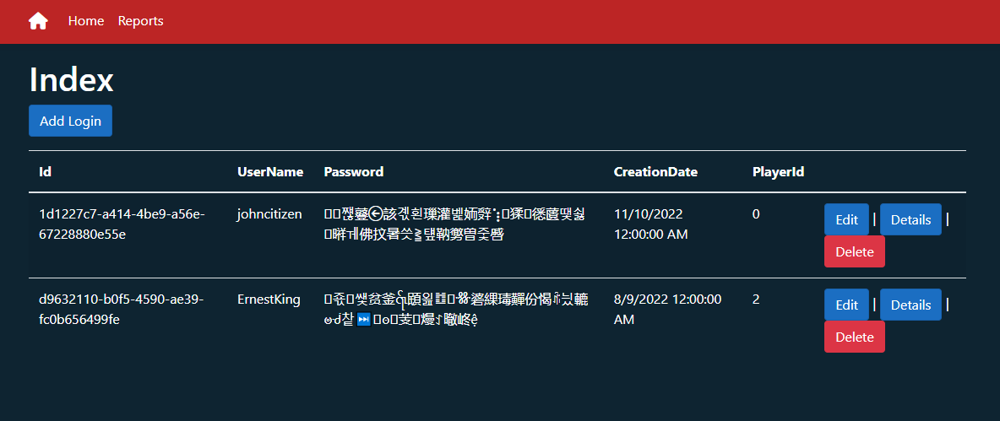 Home Reports
Index
Add Login
Id UserName Password CreationDate PlayerId
1d1227c7-a414-4be9-a56e- johncitizen 11/10/2022 0 Edit | Details |
67228880e55e 12:00:00 AM
Delete
d9632110-b0f5-4590-ae39- ErnestKing 8/9/2022 12:00:00 2 Edit | Details |
fc0b656499fe AM
Delete